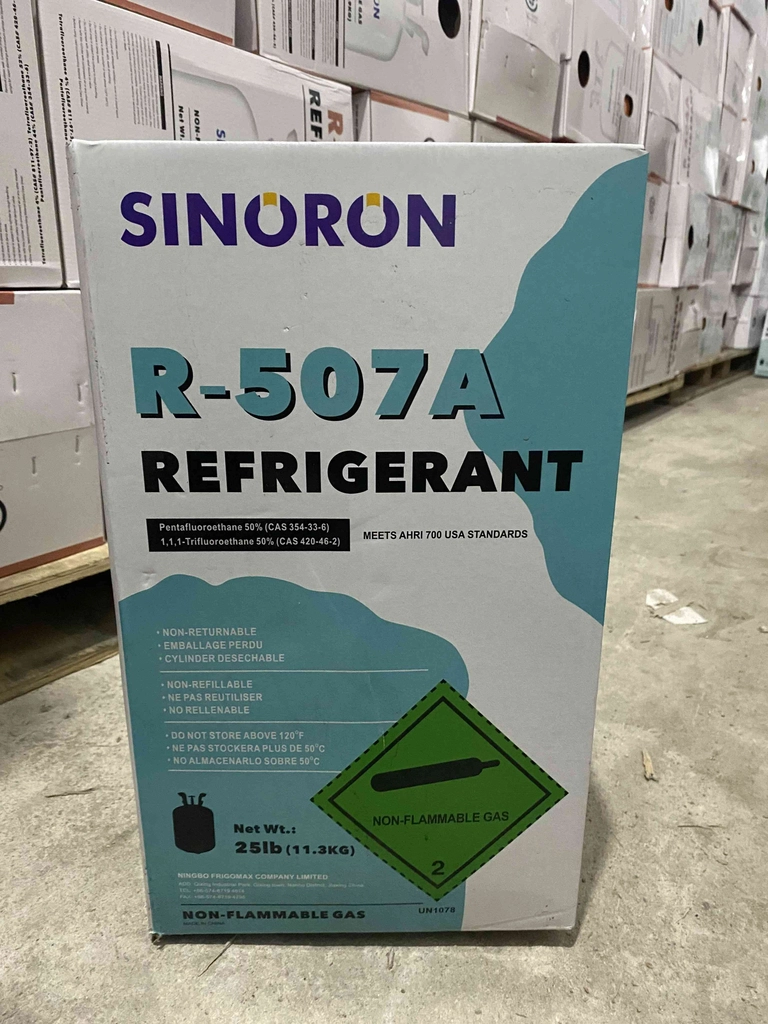 SINORON
R-507A
REFRIGERANT
Pentafluoroethane 50% (CAS 354-33-6)
1,1,1-Trifluoroethane 50% (CAS 420-46-2)
MEETS AHRI 700 USA STANDARDS
• NON-RETURNABLE
• EMBALLAGE PERDU
• CYLINDER DESECHABLE
• NON-REFILLABLE
• NE PAS REUTILISER
• NO RELLENABLE
• DO NOT STORE ABOVE 120°F
• NE PAS STOCKERA PLUS DE 50°C
• NO ALMACENARLO SOBRE 50°C
NON-FLAMMABLE GAS
2
Net Wt.:
25lb (11.3KG)
NINGBO FRIGOMAX COMPANY LIMITED
NON-FLAMMABLE GAS
UN1078